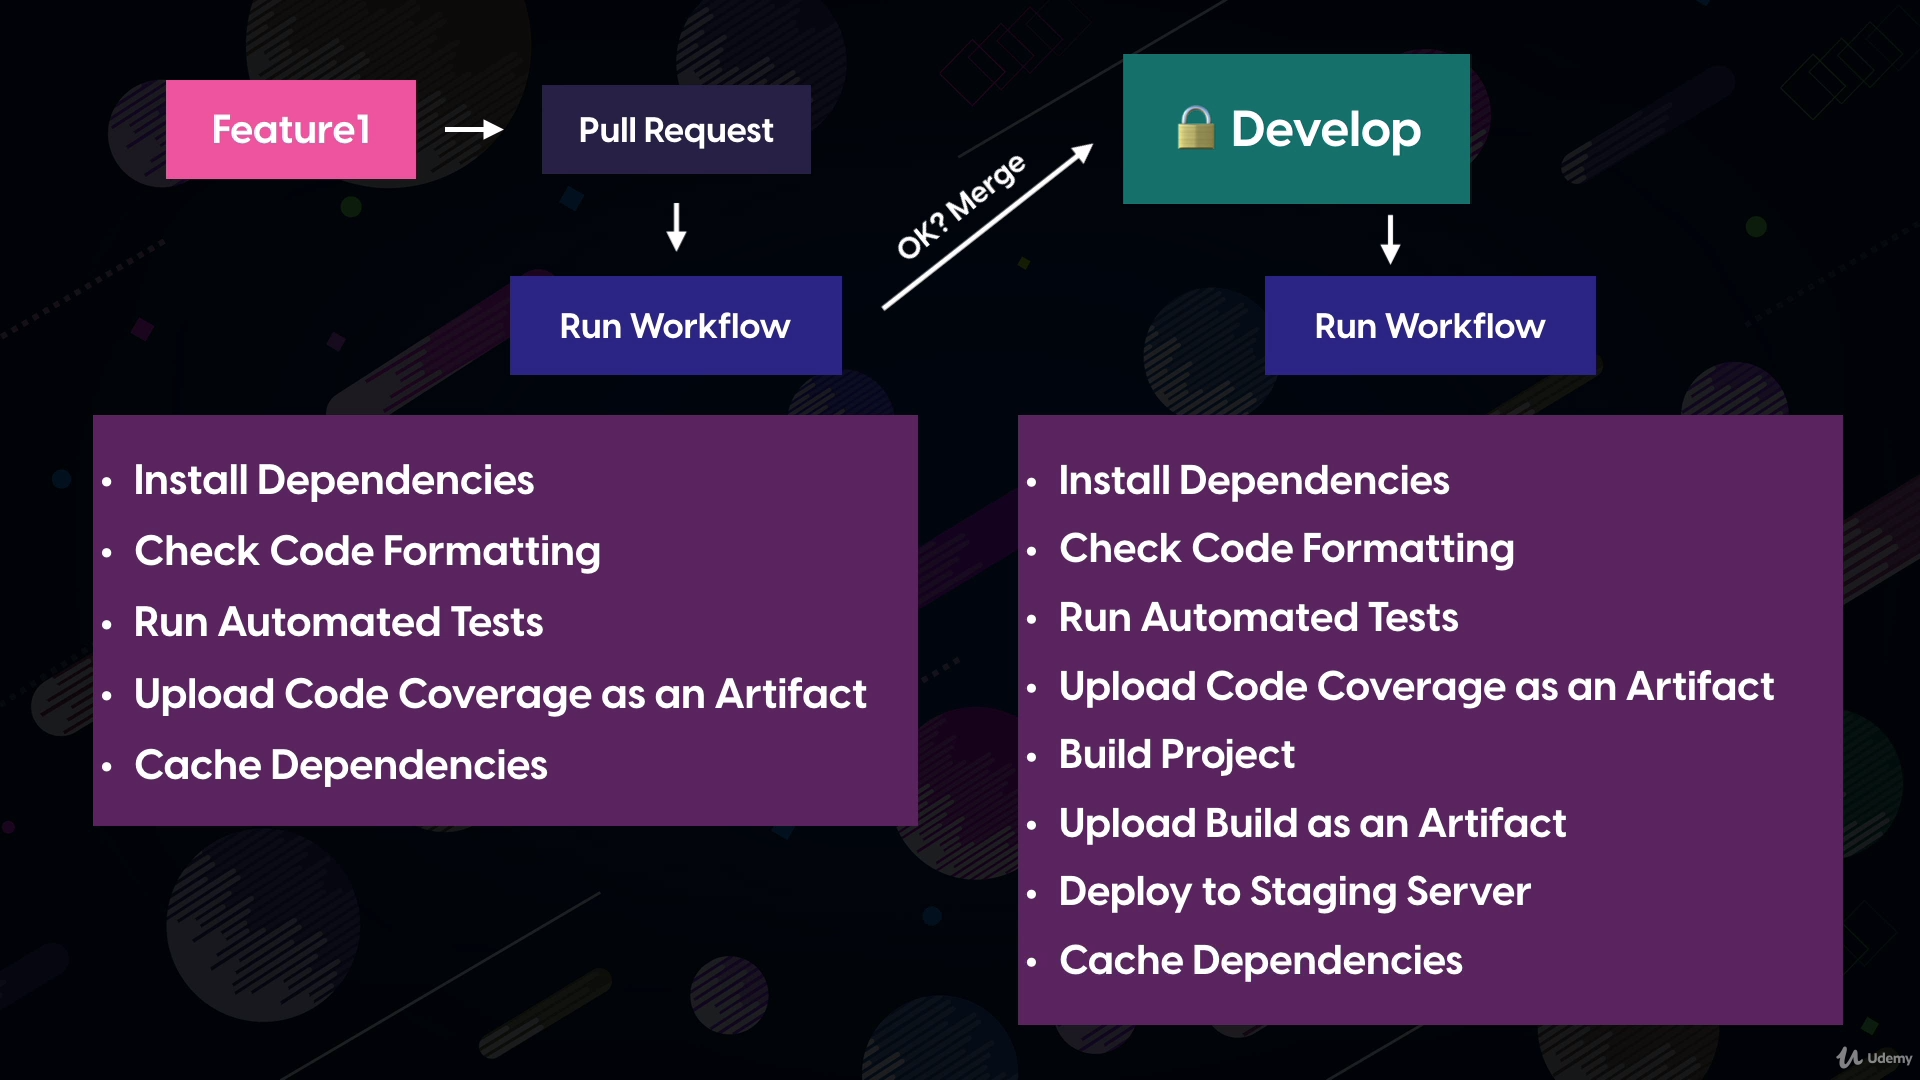 Feature1
Pull Request
OK? Merge
Develop
Run Workflow
Run Workflow
• Install Dependencies
• Check Code Formatting
• Run Automated Tests
• Upload Code Coverage as an Artifact
• Cache Dependencies
• Install Dependencies
• Check Code Formatting
• Run Automated Tests
• Upload Code Coverage as an Artifact
• Build Project
• Upload Build as an Artifact
• Deploy to Staging Server
• Cache Dependencies
Udemy